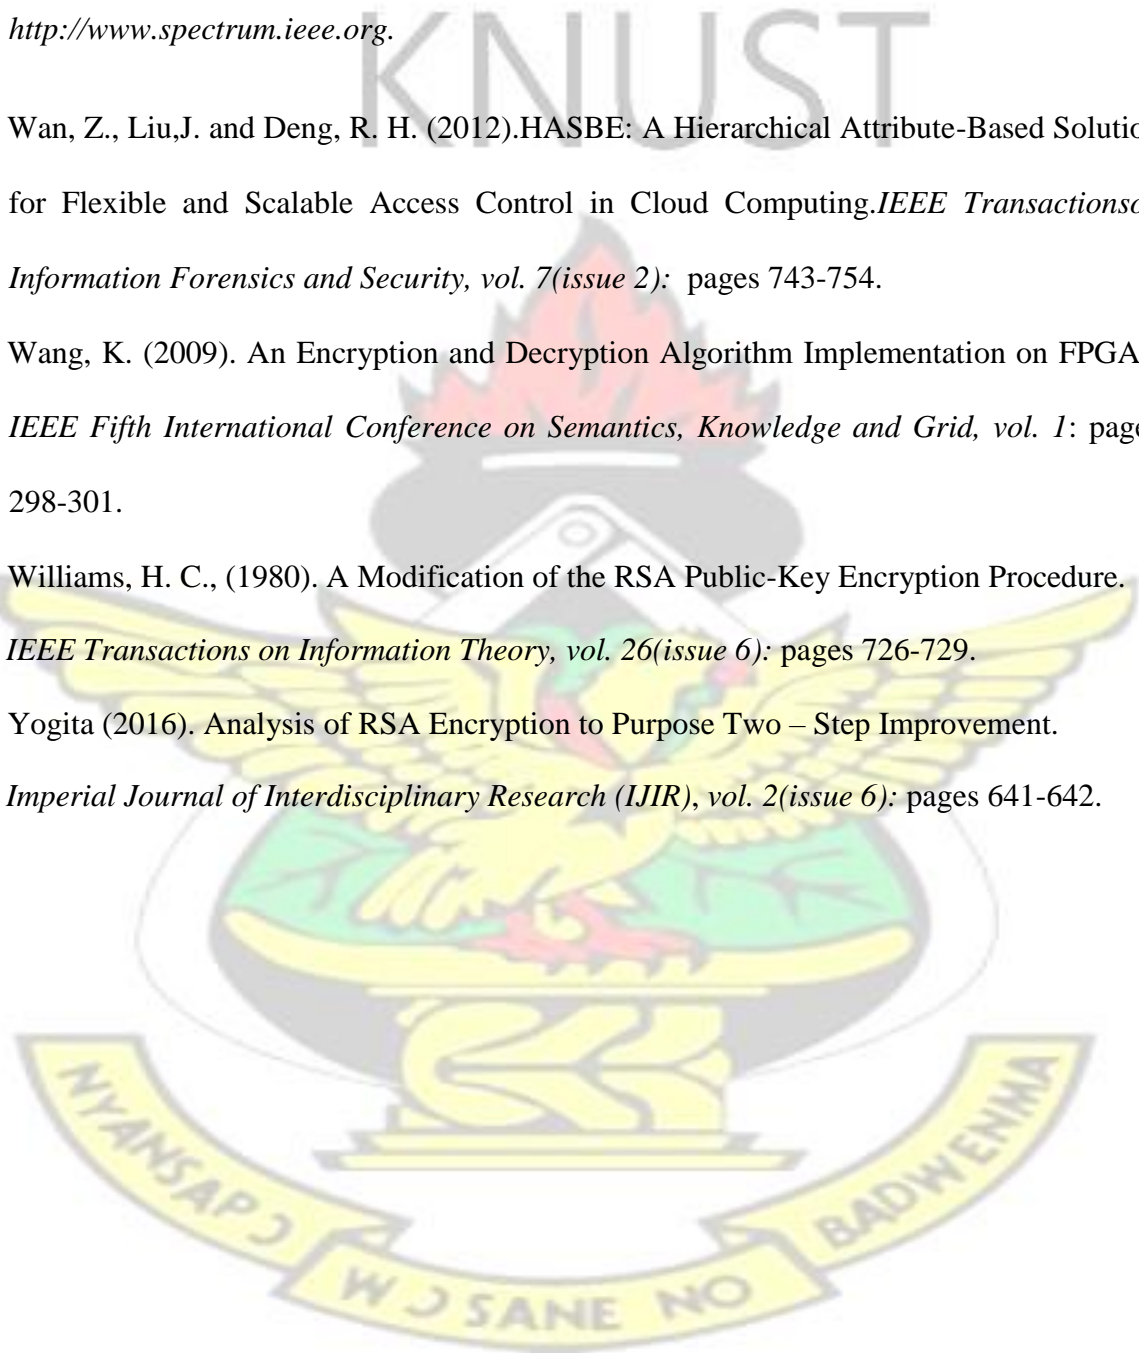 KNUST
http://www.spectrum.ieee.org.
Wan, Z., Liu,J. and Deng, R. H. (2012).HASBE: A Hierarchical Attribute-Based Solutio
for Flexible and Scalable Access Control in Cloud Computing.IEEE Transactionso
Information Forensics and Security, vol. 7(issue 2): pages 743-754.
Wang, K. (2009). An Encryption and Decryption Algorithm Implementation on FPGA
IEEE Fifth International Conference on Semantics, Knowledge and Grid, vol. 1: page
298-301.
Williams, H. C., (1980). A Modification of the RSA Public-Key Encryption Procedure.
IEEE Transactions on Information Theory, vol. 26(issue 6): pages 726-729.
Yogita (2016). Analysis of RSA Encryption to Purpose Two – Step Improvement.
Imperial Journal of Interdisciplinary Research (IJIR), vol. 2(issue 6): pages 641-642.
NYANSAPƆ
WƆSANE NO
BADWENMA